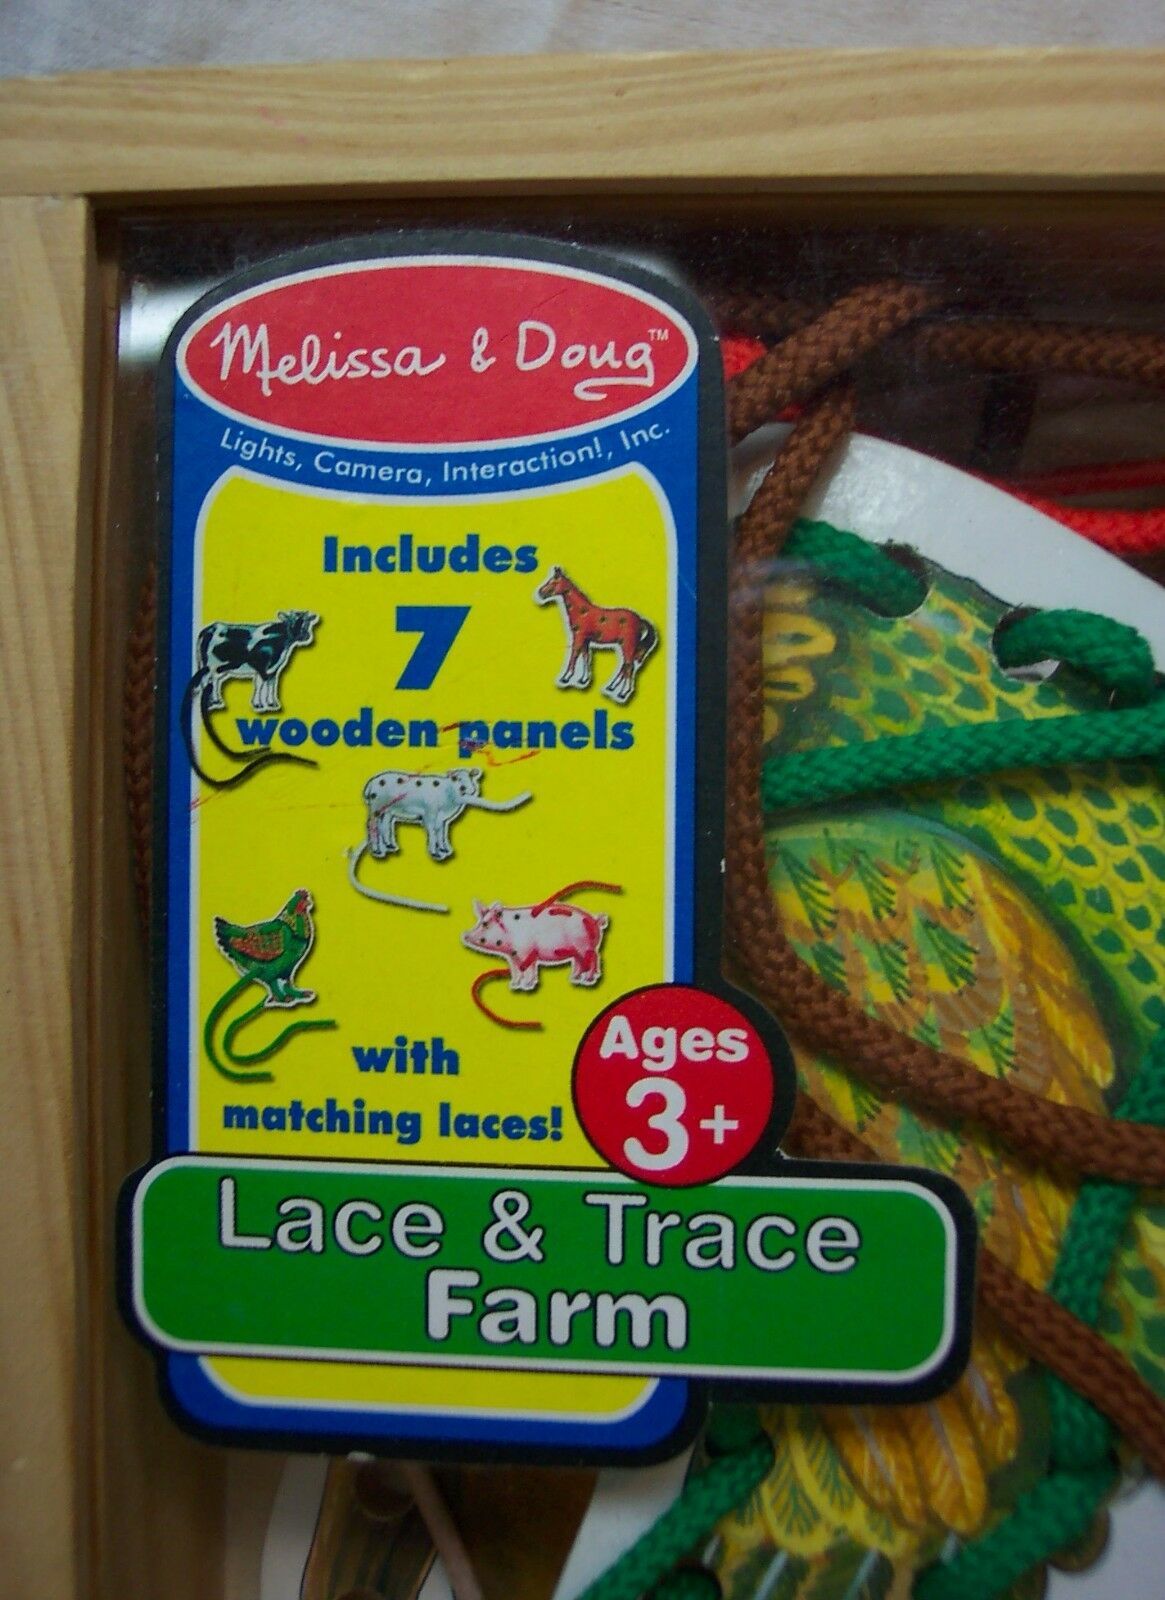 Melissa & Doug™
Lights, Camera, Interaction!, Inc.
Includes
7
wooden panels
with
matching laces!
Ages
3+
Lace & Trace
Farm